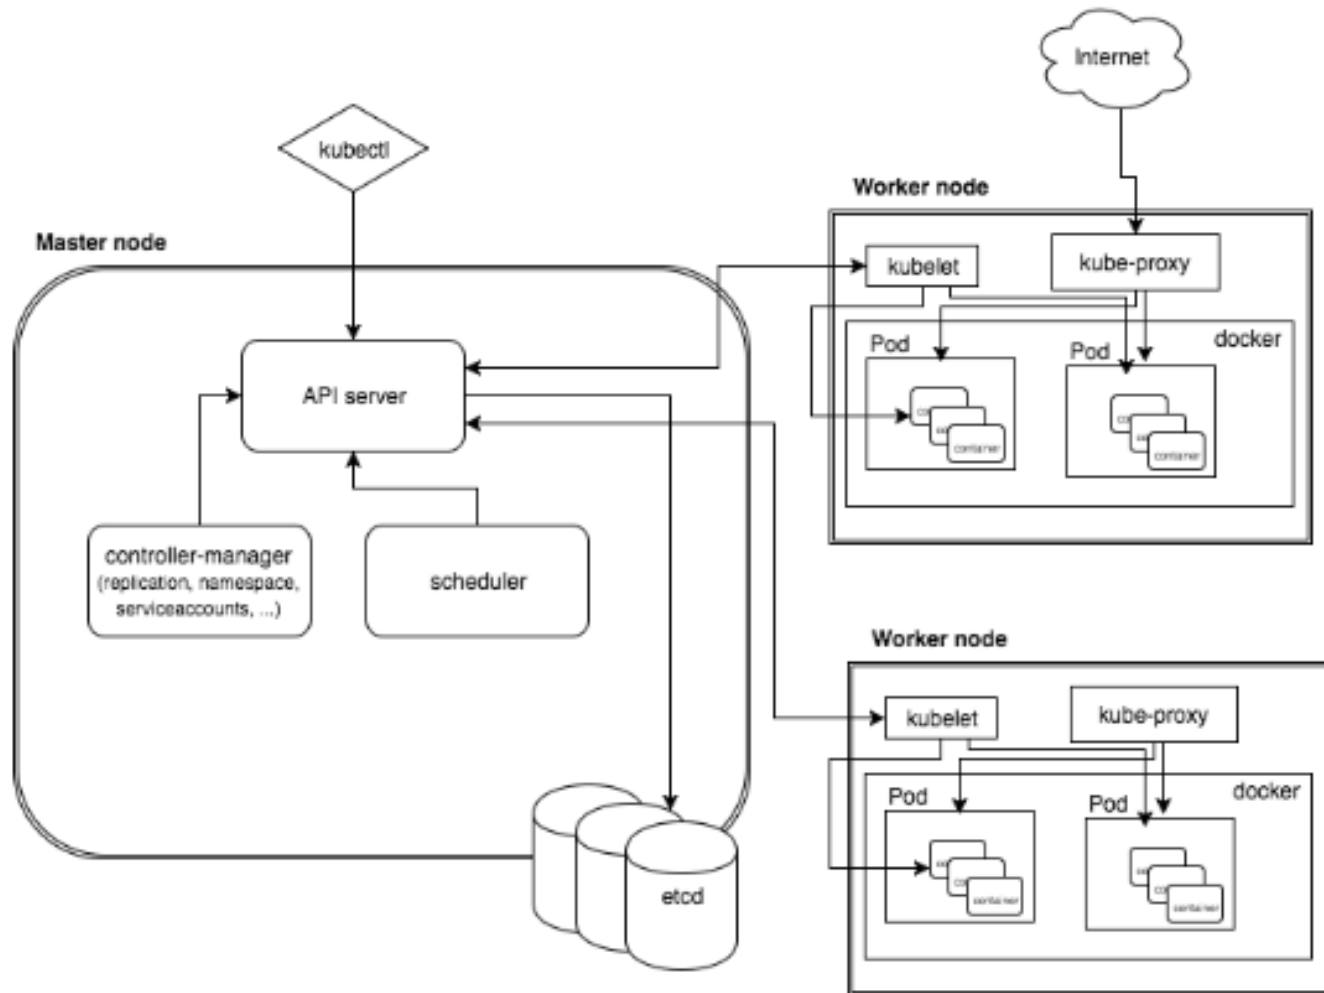 Internet
kubectl
Worker node
Master node
kubelet
kube-proxy
docker
Pod
Pod
API server
container
container
controller-manager
(replication, namespace,
serviceaccounts, ...)
scheduler
Worker node
kubelet
kube-proxy
docker
Pod
Pod
etcd
container
container